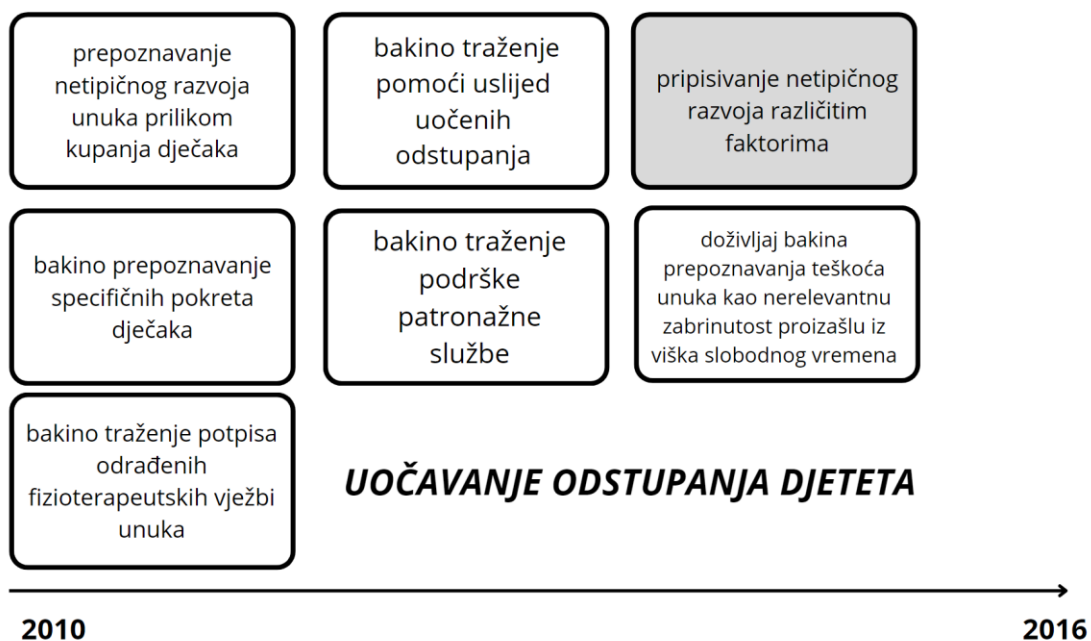 prepoznavanje
netipičnog razvoja
unuka prilikom
kupanja dječaka
bakino traženje
pomoći uslijed
uočenih
odstupanja
pripisivanje netipičnog
razvoja različitim
faktorima
bakino prepoznavanje
specifičnih pokreta
dječaka
bakino traženje
podrške
patronažne
službe
doživljaj bakina
prepoznavanja teškoća
unuka kao nerelevantnu
zabrinutost proizašlu iz
viška slobodnog vremena
bakino traženje potpisa
odrađenih
fizioterapeutskih vježbi
unuka
UOČAVANJE ODSTUPANJA DJETETA
2010
2016